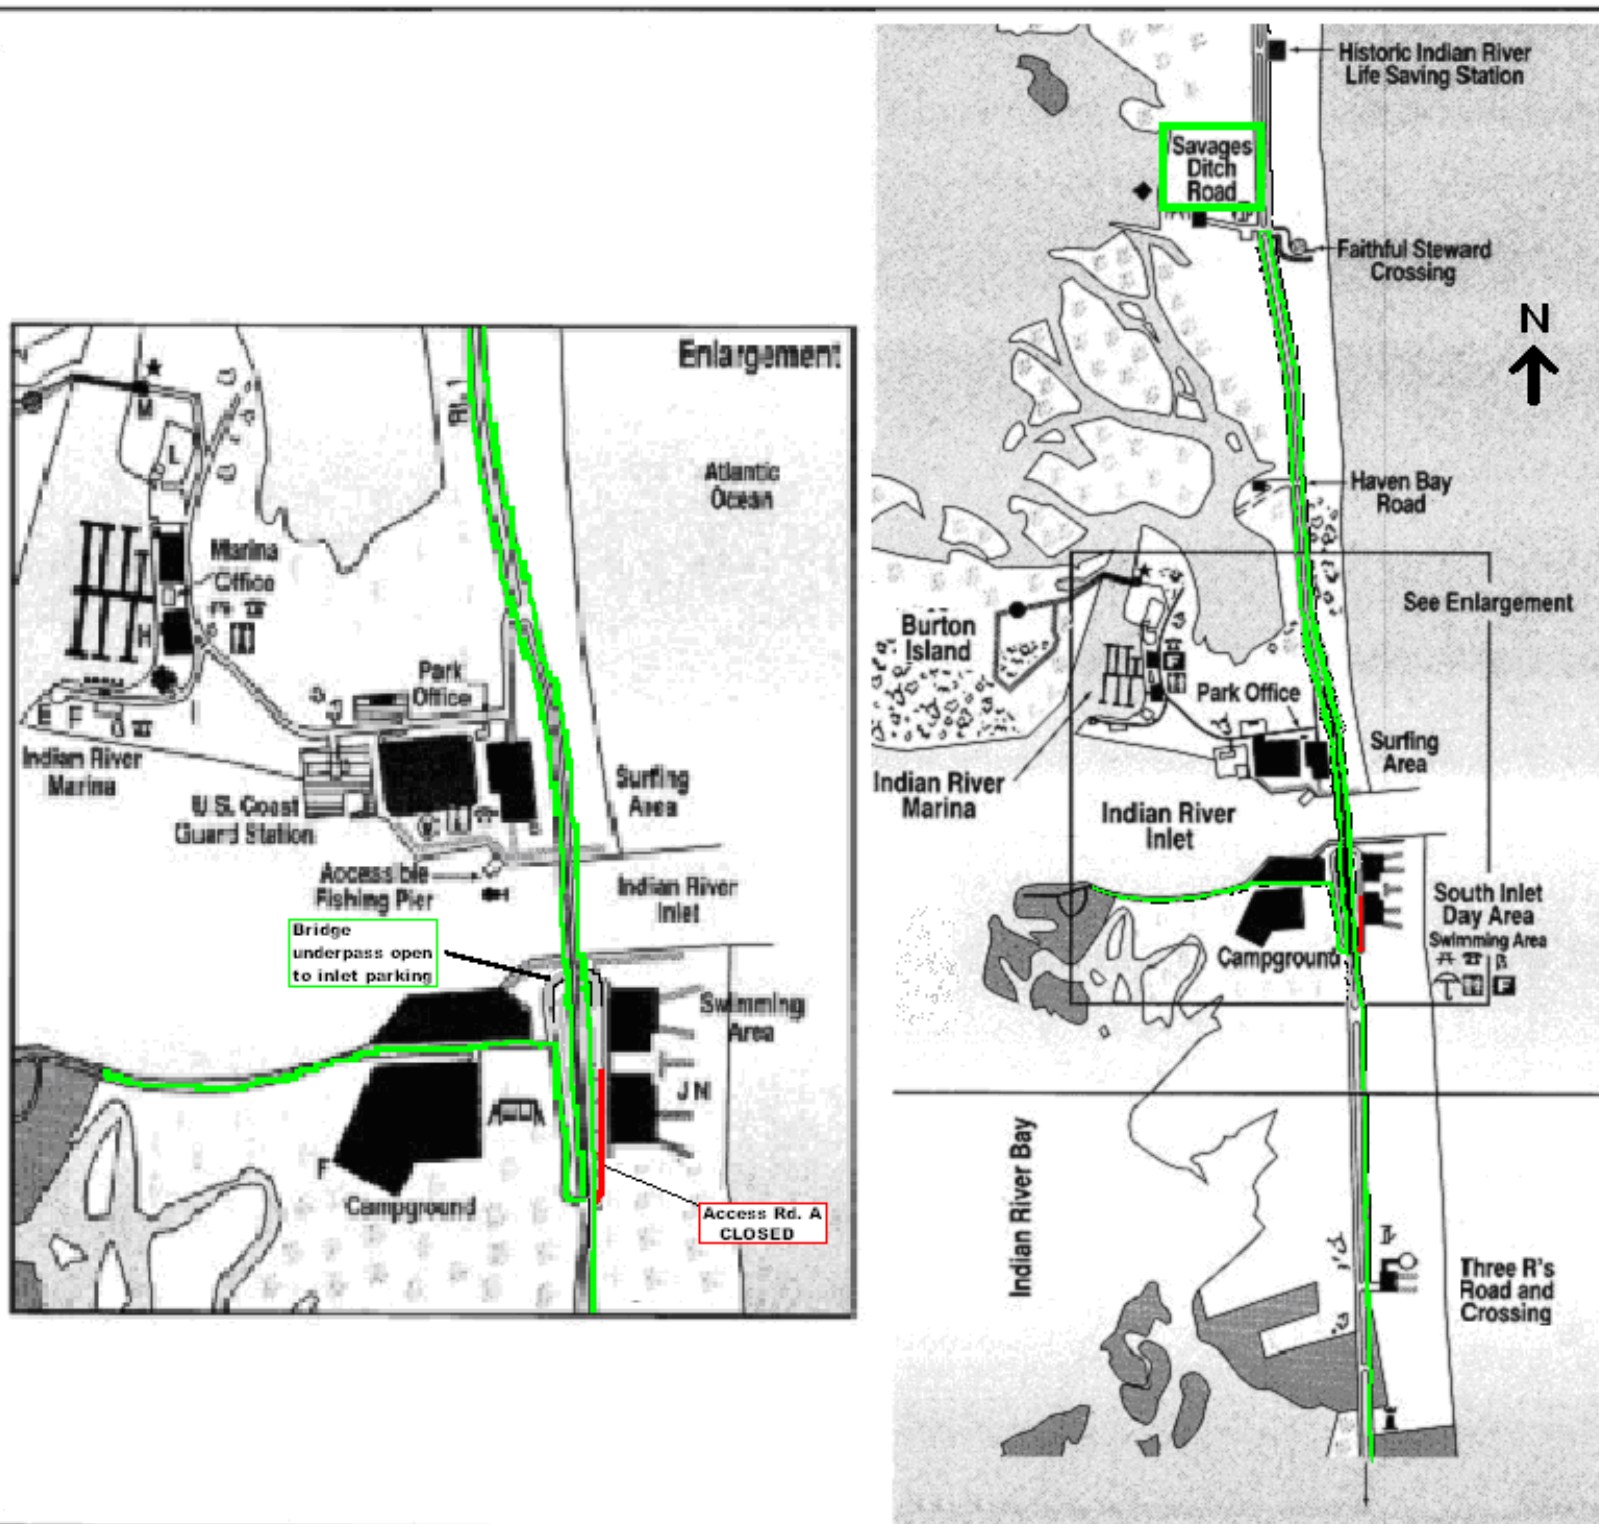 Enlargement
Rt. 1
M
L
Atlantic
Ocean
Marina
Office
H
Park
Office
E F
Indian River
Marina
U.S. Coast
Guard Station
Surfing
Area
Accessible
Fishing Pier
Indian River
Inlet
Bridge
underpass open
to inlet parking
Swimming
Area
J N
F
Campground
Access Rd. A
CLOSED
Historic Indian River
Life Saving Station
Savages
Ditch
Road
Faithful Steward
Crossing
N
Haven Bay
Road
See Enlargement
Burton
Island
Park Office
Surfing
Area
Indian River
Marina
Indian River
Inlet
South Inlet
Day Area
Swimming Area
F
F
Campground
Indian River Bay
Three R's
Road and
Crossing